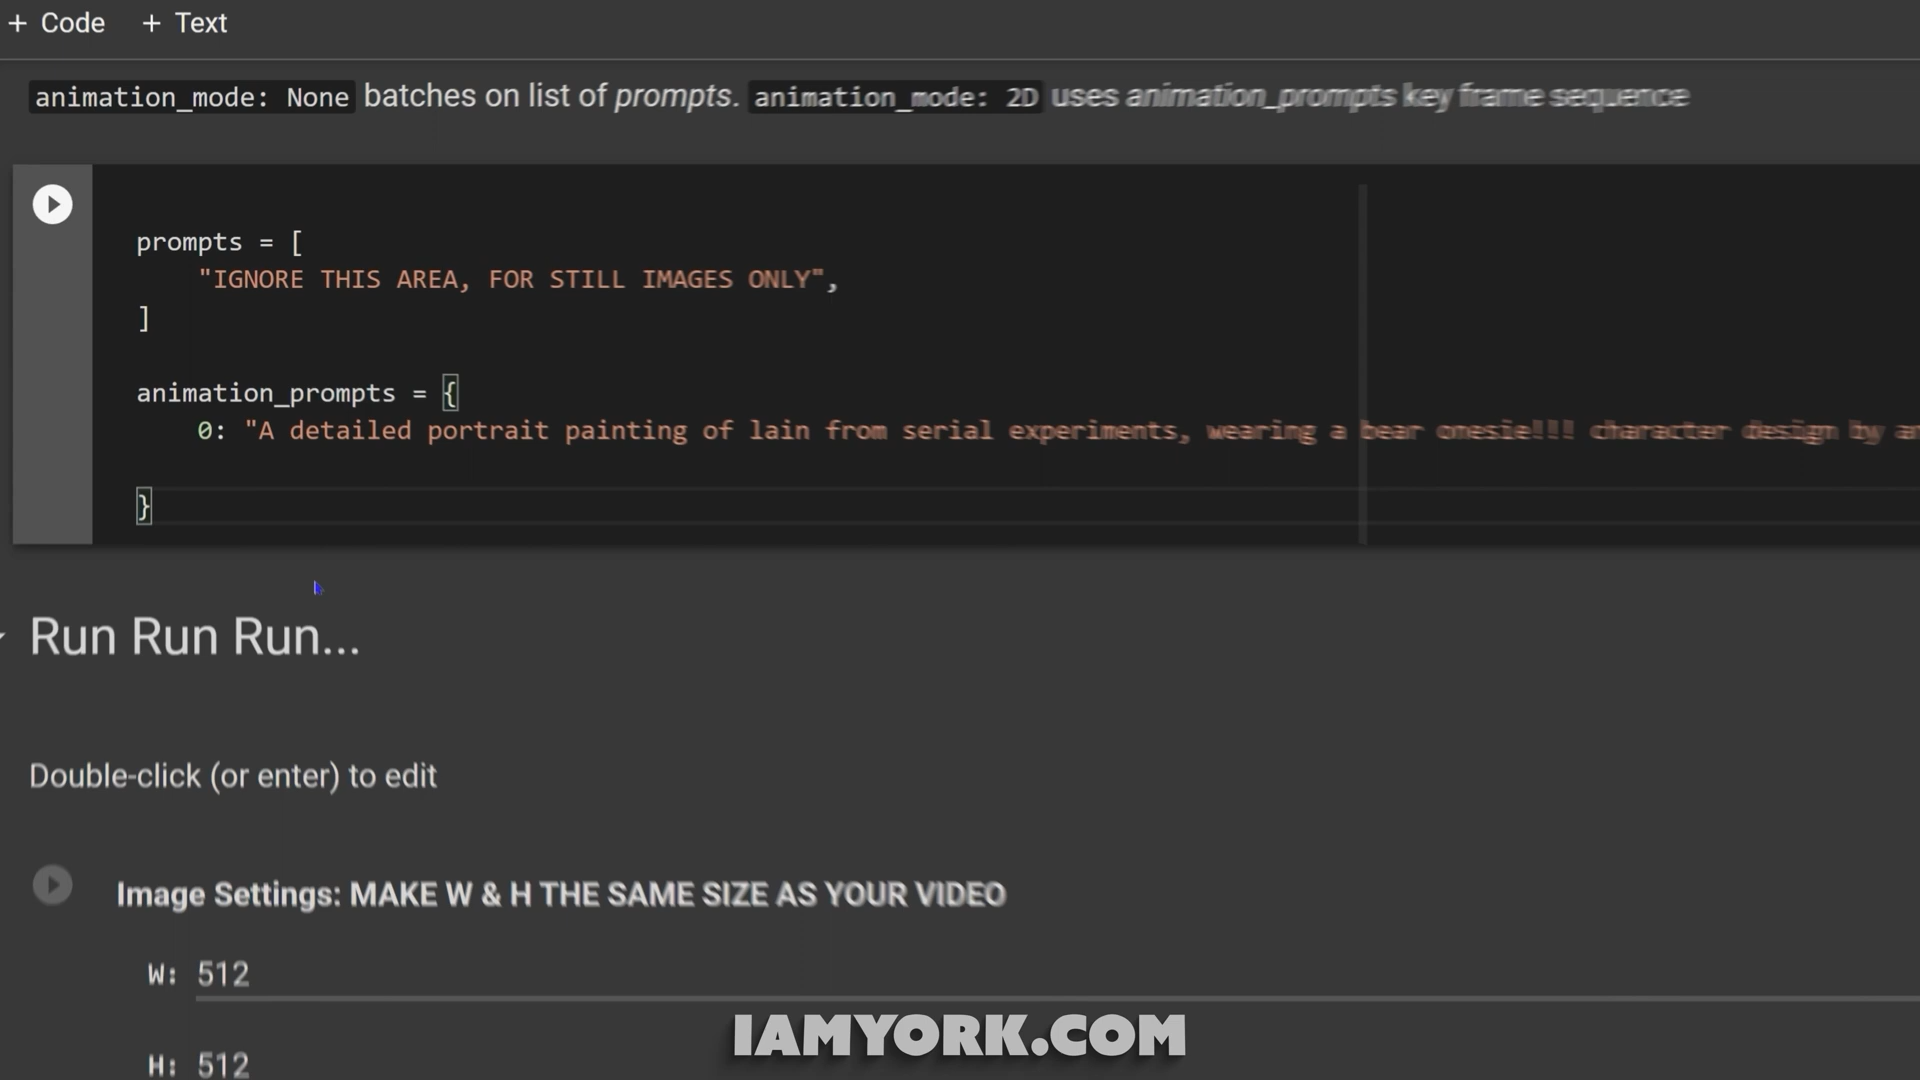 + Code + Text
animation_mode: None batches on list of prompts. animation_mode: 2D uses animation_prompts key frame sequence
prompts = [
"IGNORE THIS AREA, FOR STILL IMAGES ONLY",
]
animation_prompts = {
0: "A detailed portrait painting of lain from serial experiments, wearing a bear onesie!!! character design by
}
Run Run Run...
Double-click (or enter) to edit
Image Settings: MAKE W & H THE SAME SIZE AS YOUR VIDEO
W: 512
IAMYORK.COM
H: 512